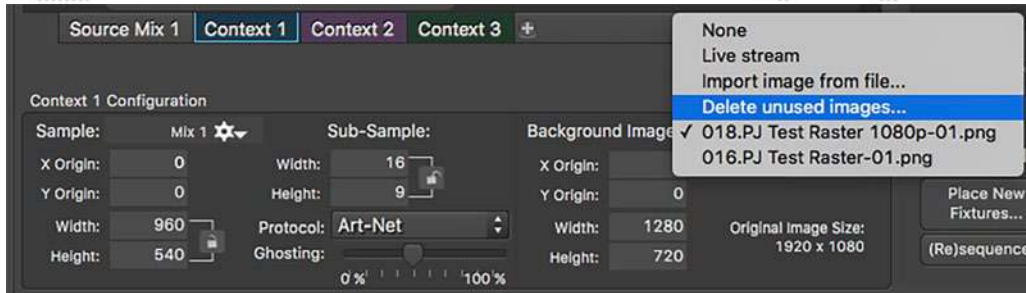 Source Mix 1 Context 1 Context 2 Context 3 +
None
Live stream
Import image from file...
Delete unused images...
✓ 018.PJ Test Raster 1080p-01.png
016.PJ Test Raster-01.png
Context 1 Configuration
Sample: Mix 1 Sub-Sample: Background Image
X Origin: 0 Width: 16 X Origin:
Y Origin: 0 Height: 9 Y Origin: 0
Width: 960 Protocol: Art-Net Width: 1280 Original Image Size:
Height: 540 Ghosting: Height: 720 1920 x 1080
0% 100%
Place New
Fixtures...
(Re)sequence